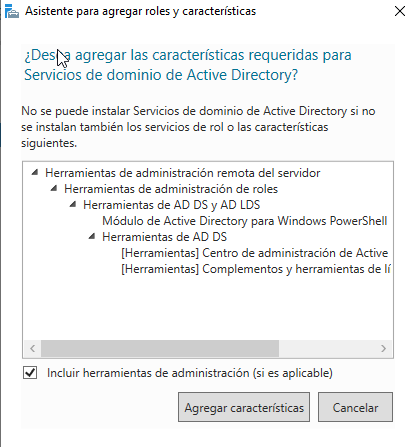 Asistente para agregar roles y características
¿Desea agregar las características requeridas para
Servicios de dominio de Active Directory?
No se puede instalar Servicios de dominio de Active Directory si no
se instalan también los servicios de rol o las características
siguientes.
Herramientas de administración remota del servidor
Herramientas de administración de roles
Herramientas de AD DS y AD LDS
Módulo de Active Directory para Windows PowerShell
Herramientas de AD DS
[Herramientas] Centro de administración de Active
[Herramientas] Complementos y herramientas de lí
Incluir herramientas de administración (si es aplicable)
Agregar características
Cancelar